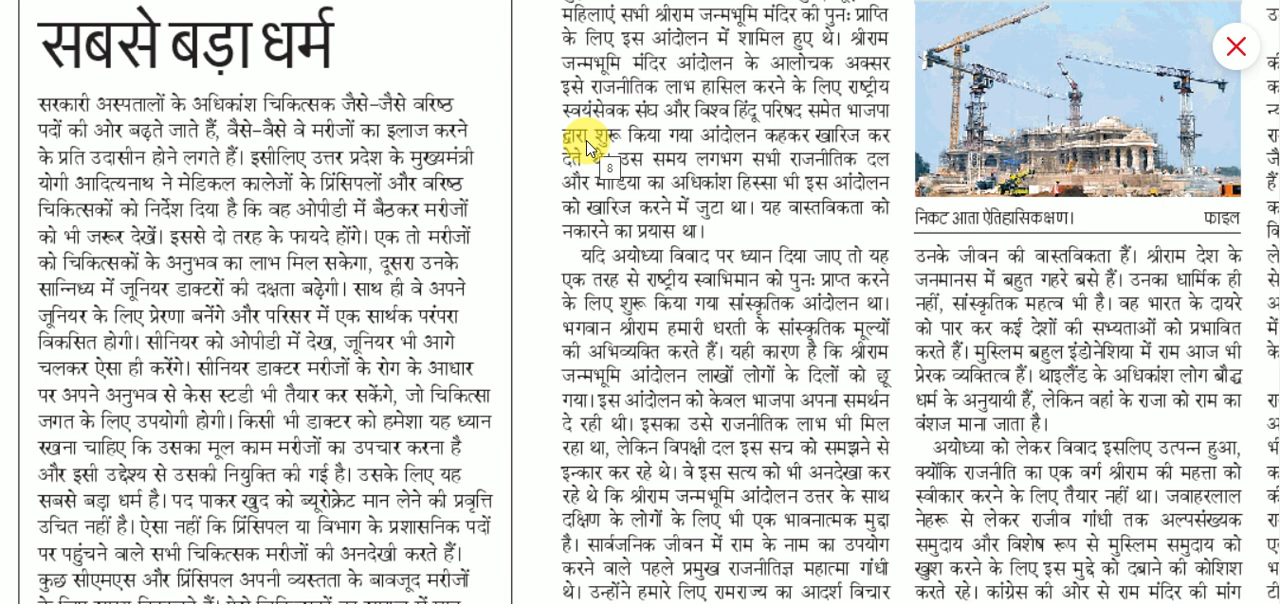 सबसे बड़ा धर्म
सरकारी अस्पतालों के अधिकांश चिकित्सक जैसे-जैसे वरिष्ठ
पदों की ओर बढ़ते जाते हैं, वैसे-वैसे वे मरीजों का इलाज करने
के प्रति उदासीन होने लगते हैं। इसीलिए उत्तर प्रदेश के मुख्यमंत्री
योगी आदित्यनाथ ने मेडिकल कालेजों के प्रिंसिपलों और वरिष्ठ
चिकित्सकों को निर्देश दिया है कि वह ओपीडी में बैठकर मरीजों
को भी जरूर देखें। इससे दो तरह के फायदे होंगे। एक तो मरीजों
को चिकित्सकों के अनुभव का लाभ मिल सकेगा, दूसरा उनके
सान्निध्य में जूनियर डाक्टरों की दक्षता बढ़ेगी। साथ ही वे अपने
जूनियर के लिए प्रेरणा बनेंगे और परिसर में एक सार्थक परंपरा
विकसित होगी। सीनियर को ओपीडी में देख, जूनियर भी आगे
चलकर ऐसा ही करेंगे। सीनियर डाक्टर मरीजों के रोग के आधार
पर अपने अनुभव से केस स्टडी भी तैयार कर सकेंगे, जो चिकित्सा
जगत के लिए उपयोगी होगी। किसी भी डाक्टर को हमेशा यह ध्यान
रखना चाहिए कि उसका मूल काम मरीजों का उपचार करना है
और इसी उद्देश्य से उसकी नियुक्ति की गई है। उसके लिए यह
सबसे बड़ा धर्म है। पद पाकर खुद को ब्यूरोक्रेट मान लेने की प्रवृत्ति
उचित नहीं है। ऐसा नहीं कि प्रिंसिपल या विभाग के प्रशासनिक पदों
पर पहुंचने वाले सभी चिकित्सक मरीजों की अनदेखी करते हैं।
कुछ सीएमएस और प्रिंसिपल अपनी व्यस्तता के बावजूद मरीजों
महिलाएं सभी श्रीराम जन्मभूमि मंदिर की पुनः प्राप्ति
के लिए इस आंदोलन में शामिल हुए थे। श्रीराम
जन्मभूमि मंदिर आंदोलन के आलोचक अक्सर
इसे राजनीतिक लाभ हासिल करने के लिए राष्ट्रीय
स्वयंसेवक संघ और विश्व हिंदू परिषद समेत भाजपा
द्वारा शुरू किया गया आंदोलन कहकर खारिज कर
देते उस समय लगभग सभी राजनीतिक दल
8
और मीडिया का अधिकांश हिस्सा भी इस आंदोलन
को खारिज करने में जुटा था। यह वास्तविकता को
नकारने का प्रयास था।
यदि अयोध्या विवाद पर ध्यान दिया जाए तो यह
एक तरह से राष्ट्रीय स्वाभिमान को पुनः प्राप्त करने
के लिए शुरू किया गया सांस्कृतिक आंदोलन था।
भगवान श्रीराम हमारी धरती के सांस्कृतिक मूल्यों
की अभिव्यक्ति करते हैं। यही कारण है कि श्रीराम
जन्मभूमि आंदोलन लाखों लोगों के दिलों को छू
गया। इस आंदोलन को केवल भाजपा अपना समर्थन
दे रही थी। इसका उसे राजनीतिक लाभ भी मिल
रहा था, लेकिन विपक्षी दल इस सच को समझने से
इन्कार कर रहे थे। वे इस सत्य को भी अनदेखा कर
रहे थे कि श्रीराम जन्मभूमि आंदोलन उत्तर के साथ
दक्षिण के लोगों के लिए भी एक भावनात्मक मुद्दा
है। सार्वजनिक जीवन में राम के नाम का उपयोग
करने वाले पहले प्रमुख राजनीतिज्ञ महात्मा गांधी
थे। उन्होंने हमारे लिए रामराज्य का आदर्श विचार
निकट आता ऐतिहासिक क्षण। फाइल
उनके जीवन की वास्तविकता हैं। श्रीराम देश के
जनमानस में बहुत गहरे बसे हैं। उनका धार्मिक ही
नहीं, सांस्कृतिक महत्व भी है। वह भारत के दायरे
को पार कर कई देशों की सभ्यताओं को प्रभावित
करते हैं। मुस्लिम बहुल इंडोनेशिया में राम आज भी
प्रेरक व्यक्तित्व हैं। थाइलैंड के अधिकांश लोग बौद्ध
धर्म के अनुयायी हैं, लेकिन वहां के राजा को राम का
वंशज माना जाता है।
अयोध्या को लेकर विवाद इसलिए उत्पन्न हुआ,
क्योंकि राजनीति का एक वर्ग श्रीराम की महत्ता को
स्वीकार करने के लिए तैयार नहीं था। जवाहरलाल
नेहरू से लेकर राजीव गांधी तक अल्पसंख्यक
समुदाय और विशेष रूप से मुस्लिम समुदाय को
खुश करने के लिए इस मुद्दे को दबाने की कोशिश
करते रहे। कांग्रेस की ओर से राम मंदिर की मांग